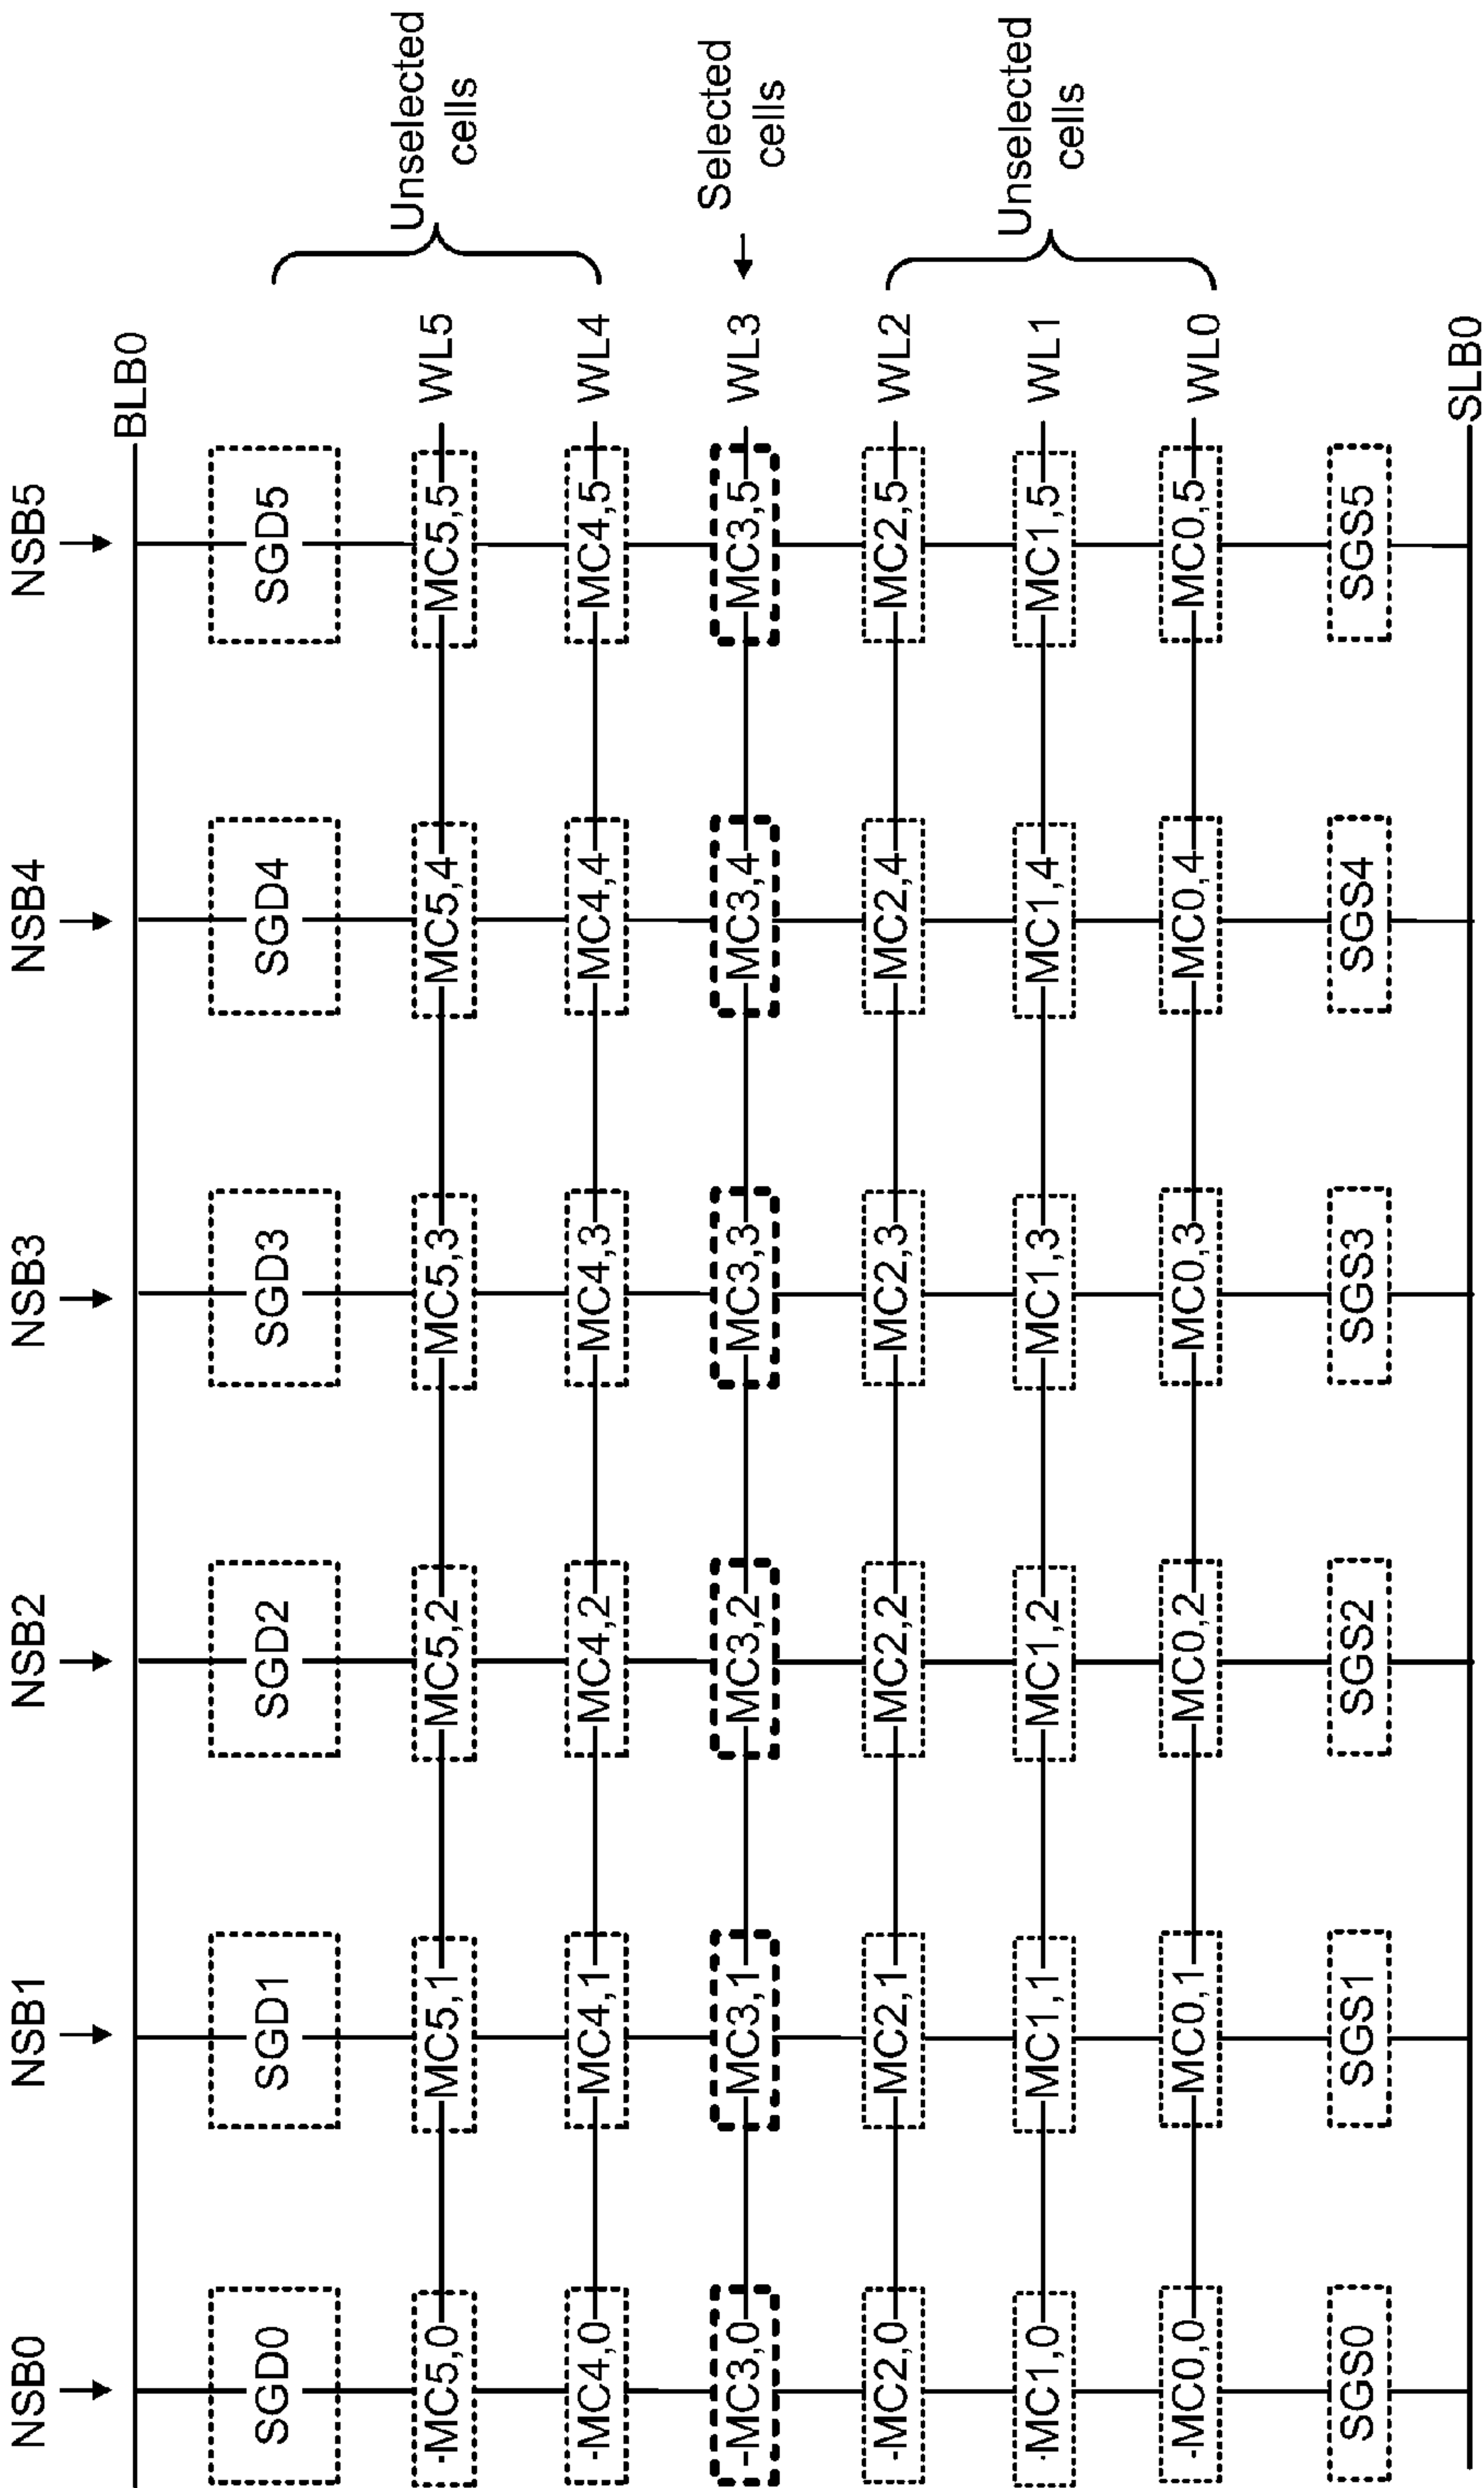 NSB0 NSB1 NSB2 NSB3 NSB4 NSB5
BLB0
SGD0 SGD1 SGD2 SGD3 SGD4 SGD5
Unselected
cells
MC5,0 MC5,1 MC5,2 MC5,3 MC5,4 MC5,5 WL5
MC4,0 MC4,1 MC4,2 MC4,3 MC4,4 MC4,5 WL4
Selected
cells
MC3,0 MC3,1 MC3,2 MC3,3 MC3,4 MC3,5 WL3
MC2,0 MC2,1 MC2,2 MC2,3 MC2,4 MC2,5 WL2
Unselected
cells
MC1,0 MC1,1 MC1,2 MC1,3 MC1,4 MC1,5 WL1
MC0,0 MC0,1 MC0,2 MC0,3 MC0,4 MC0,5 WL0
SGS0 SGS1 SGS2 SGS3 SGS4 SGS5
SLB0